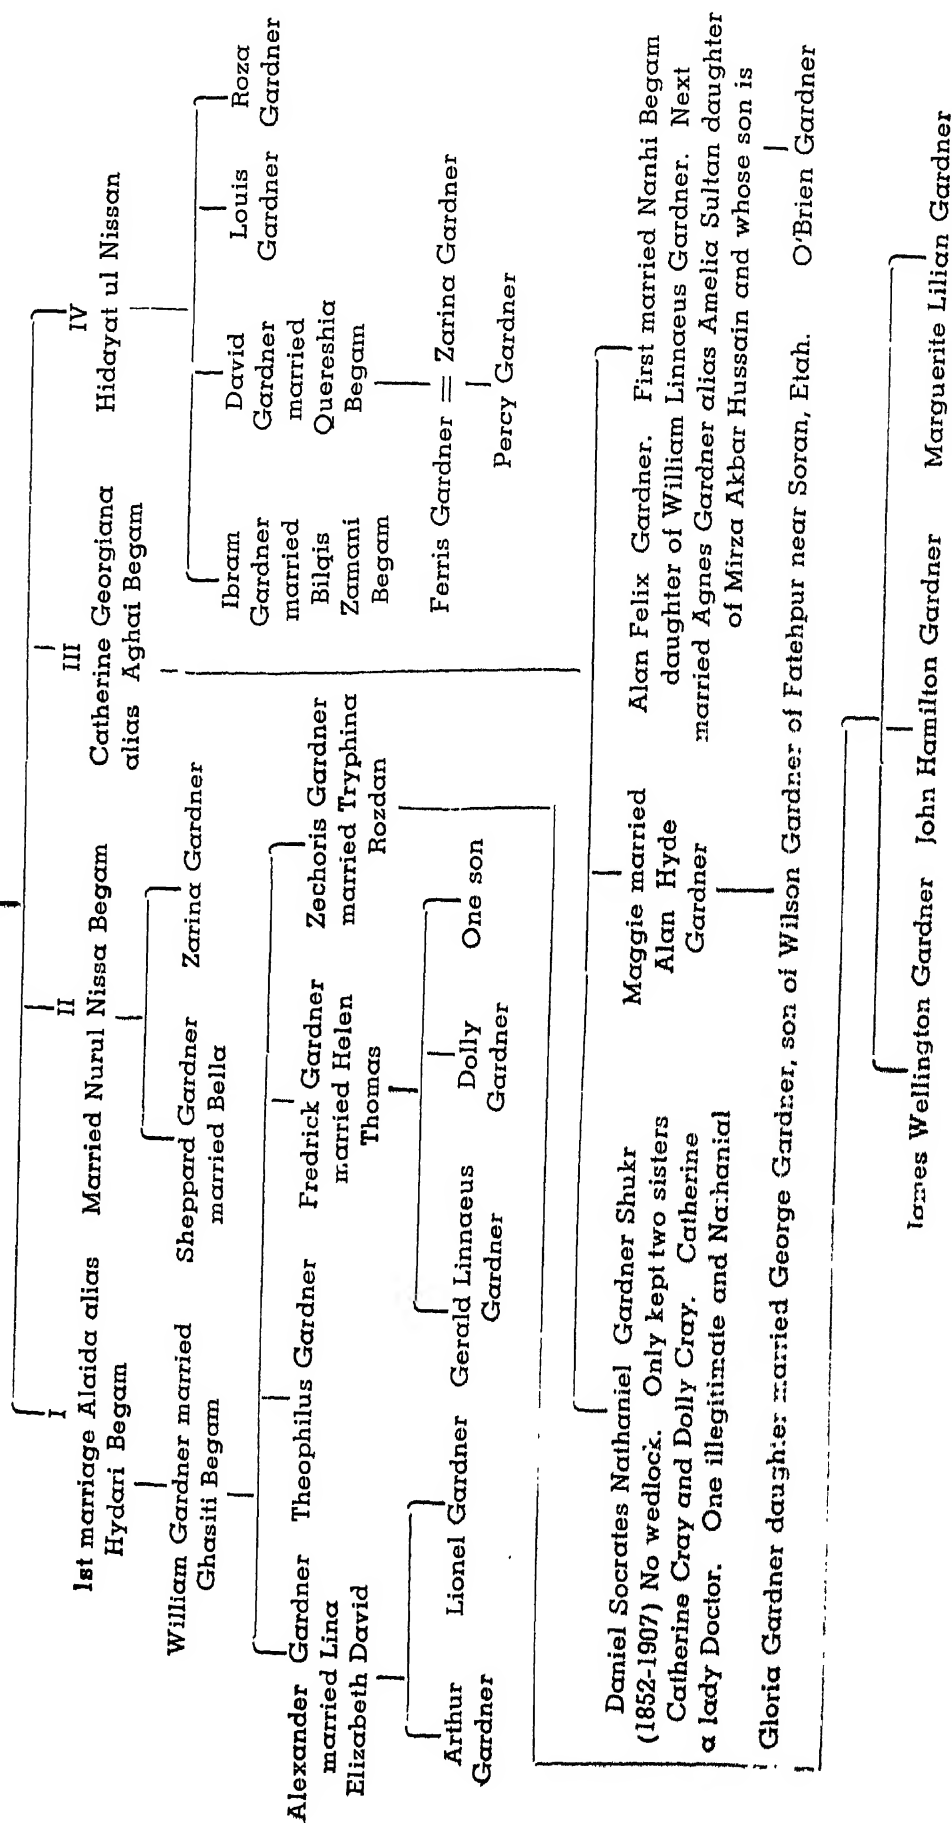 I
II
III
IV
1st marriage Alaida alias
Hydari Begam
Married Nurul Nissa Begam
Catherine Georgiana
alias Aghai Begam
Hidayat ul Nissan
William Gardner married
Ghasiti Begam
Sheppard Gardner
married Bella
Zarina Gardner
Ibram
Gardner
married
Bilqis
Zamani
Begam
David
Gardner
married
Quereshia
Begam
Louis
Gardner
Roza
Gardner
Alexander Gardner
married Lina
Elizabeth David
Theophilus Gardner
Fredrick Gardner
married Helen
Thomas
Zechoris Gardner
married Tryphina
Rozdan
Ferris Gardner = Zarina Gardner
Percy Gardner
Arthur
Gardner
Lionel Gardner
Gerald Linnaeus
Gardner
Dolly
Gardner
One son
Daniel Socrates Nathaniel Gardner Shukr
(1852-1907) No wedlock. Only kept two sisters
Catherine Cray and Dolly Cray. Catherine
a lady Doctor. One illegitimate and Nathanial
Maggie married
Alan Hyde
Gardner
Alan Felix Gardner. First married Nanhi Begam
daughter of William Linnaeus Gardner. Next
married Agnes Gardner alias Amelia Sultan daughter
of Mirza Akbar Hussain and whose son is
Gloria Gardner daughter married George Gardner, son of Wilson Gardner of Fatehpur near Soran, Etah.
O'Brien Gardner
James Wellington Gardner
John Hamilton Gardner
Marguerite Lilian Gardner